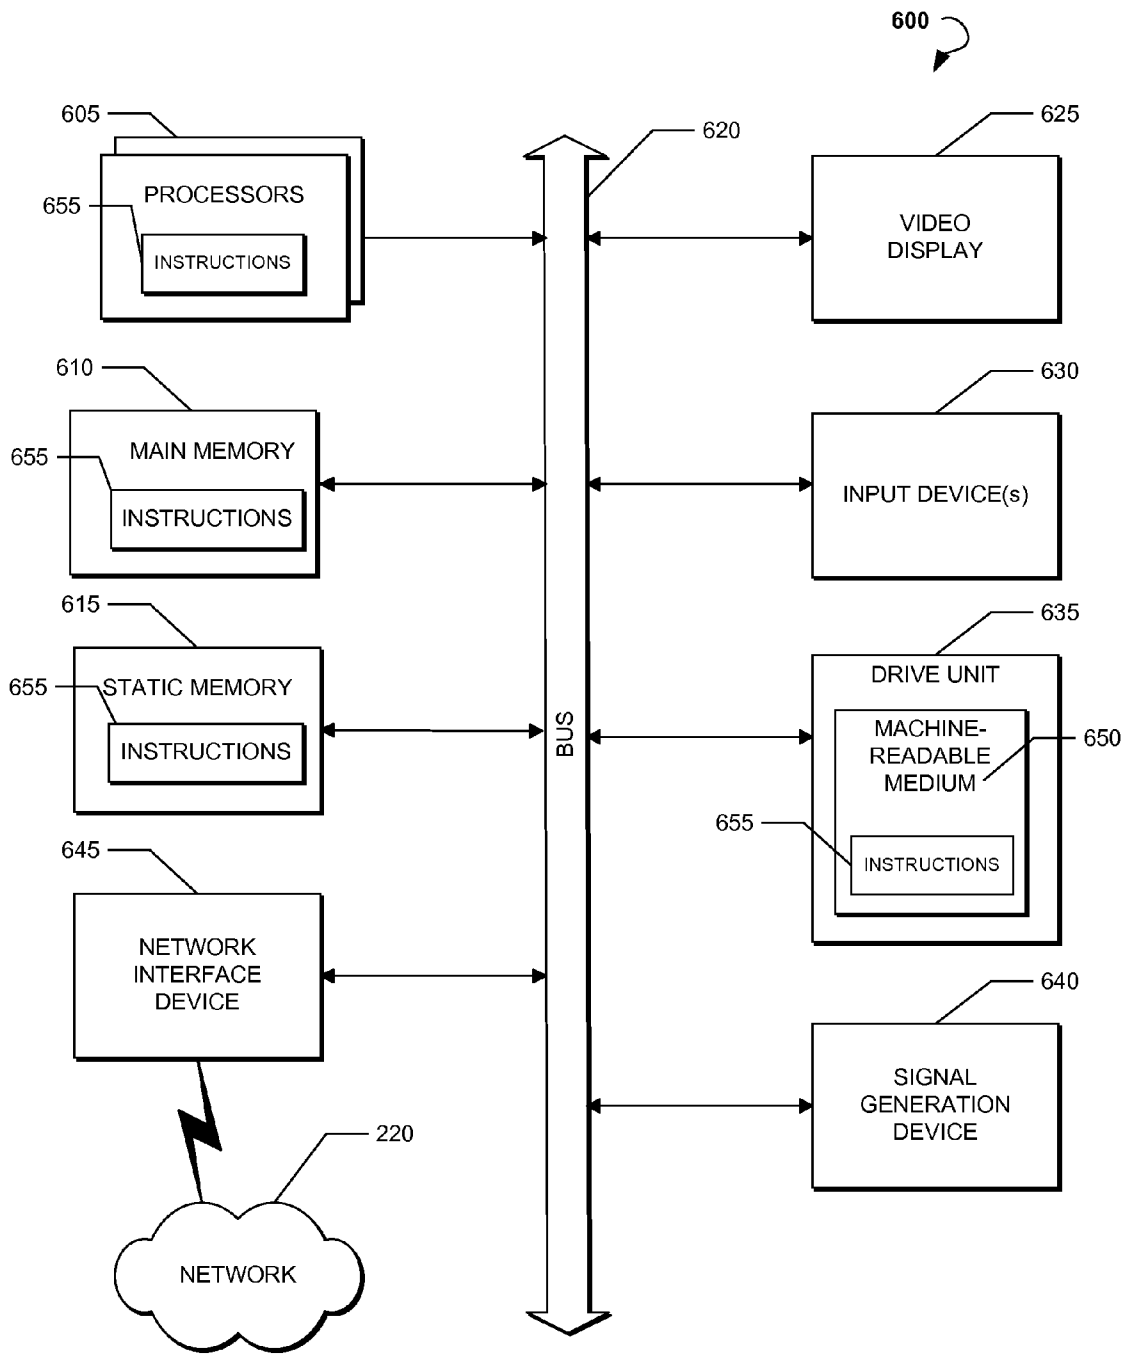 600
605
PROCESSORS
655
INSTRUCTIONS
620
625
VIDEO
DISPLAY
610
MAIN MEMORY
655
INSTRUCTIONS
630
INPUT DEVICE(s)
615
STATIC MEMORY
655
INSTRUCTIONS
BUS
635
DRIVE UNIT
MACHINE-
READABLE
MEDIUM
650
655
INSTRUCTIONS
645
NETWORK
INTERFACE
DEVICE
640
SIGNAL
GENERATION
DEVICE
220
NETWORK